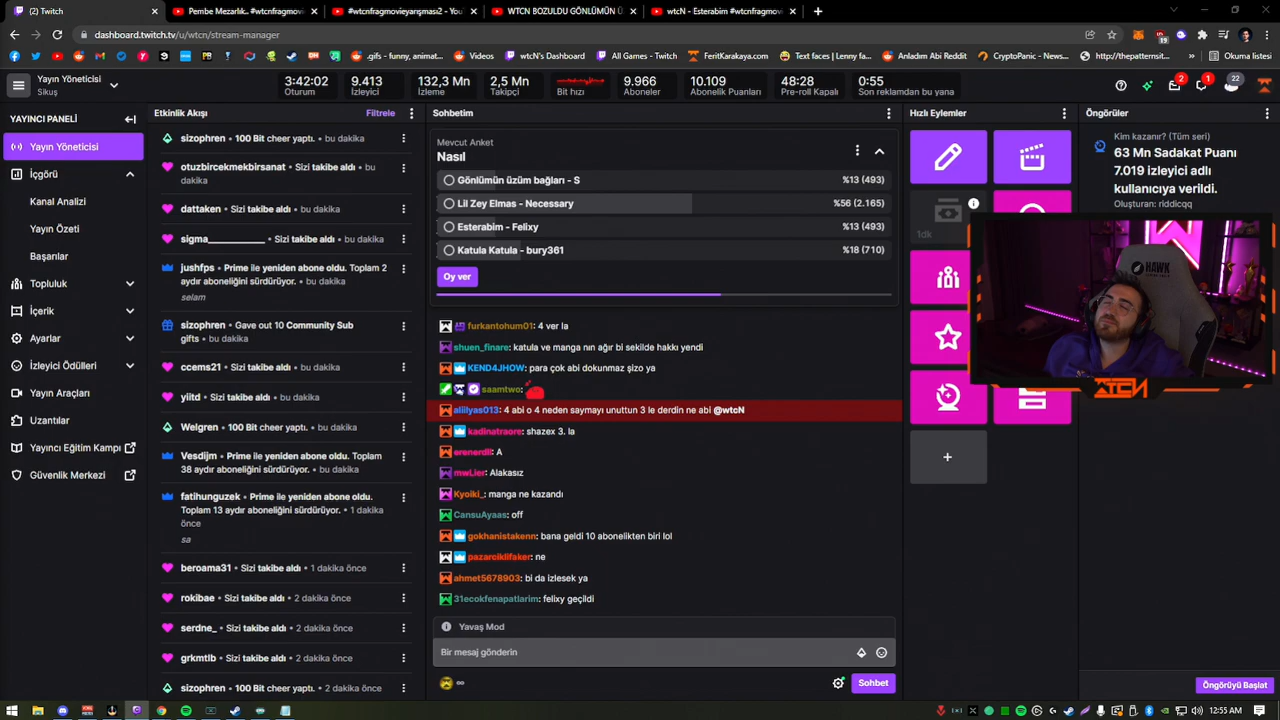 Twitch
Pembe Mezarlık.. #wtcnfragmovi
#wtcnfragmovieyarışması2 - You
WTCN BOZULDU GÖNLÜMÜN Ü
wtcN - Esterabim #wtcnfragmov
dashboard.twitch.tv/u/wtcn/stream-manager
.gifs - funny, animat...
Videos
wtcN's Dashboard
All Games - Twitch
FeritKarakaya.com
Text faces | Lenny fa...
Reddit
Anladım Abi Reddit
CryptoPanic - News...
http://thepatternsit...
Okuma listesi
Yayın Yöneticisi
Sikuş
3:42:02
Oturum
9.413
İzleyici
132,3 Mn
İzleme
2,5 Mn
Takipçi
Bit hızı
9.966
Aboneler
10.109
Abonelik Puanları
48:28
Pre-roll Kapalı
0:55
Son reklamdan bu yana
2
1
22
YAYINCI PANELİ
Yayın Yöneticisi
İçgörü
Kanal Analizi
Yayın Özeti
Başarılar
Topluluk
İçerik
Ayarlar
İzleyici Ödülleri
Yayın Araçları
Uzantılar
Yayıncı Eğitim Kampı
Güvenlik Merkezi
Etkinlik Akışı
Filtrele
sizophren • 100 Bit cheer yaptı. • bu dakika
otuzbircekmekbirsanat • Sizi takibe aldı • bu
dakika
dattaken • Sizi takibe aldı • bu dakika
sigma__________ • Sizi takibe aldı • bu dakika
jushfps • Prime ile yeniden abone oldu. Toplam 2
aydır aboneliğini sürdürüyor. • bu dakika
selam
sizophren • Gave out 10 Community Sub
gifts • bu dakika
ccems21 • Sizi takibe aldı • bu dakika
yiitd • Sizi takibe aldı • bu dakika
Welgren • 100 Bit cheer yaptı. • bu dakika
Vesdijm • Prime ile yeniden abone oldu. Toplam
38 aydır aboneliğini sürdürüyor. • bu dakika
fatihunguzek • Prime ile yeniden abone oldu.
Toplam 13 aydır aboneliğini sürdürüyor. • 1 dakika
önce
sa
beroama31 • Sizi takibe aldı • 1 dakika önce
rokibae • Sizi takibe aldı • 2 dakika önce
serdne_ • Sizi takibe aldı • 2 dakika önce
grkmtlb • Sizi takibe aldı • 2 dakika önce
sizophren • 100 Bit cheer yaptı. • 2 dakika önce
Sohbetim
Mevcut Anket
Nasıl
Gönlümün üzüm bağları - S %13 (493)
Lil Zey Elmas - Necessary %56 (2.165)
Esterabim - Felixy %13 (493)
Katula Katula - bury361 %18 (710)
Oy ver
furkantohum01: 4 ver la
shuen_finare: katula ve manga nın ağır bi sekilde hakkı yendi
KEND4JHOW: para çok abi dokunmaz şizo ya
saamtwo:
aliilyas013: 4 abi o 4 neden saymayı unuttun 3 le derdin ne abi @wtcN
kadinatraore: shazex 3. la
erenerdll: A
mwLier: Alakasız
Kyoiki_: manga ne kazandı
CansuAyaas: off
gokhanistakenn: bana geldi 10 abonelikten biri lol
pazarciklifaker: ne
ahmet5678903: bi da izlesek ya
31ecokfenapatlarim: felixy geçildi
Yavaş Mod
Bir mesaj gönderin
Sohbet
Hızlı Eylemler
1dk
HAWK
WTCN
Öngörüler
Kim kazanır? (Tüm seri)
63 Mn Sadakat Puanı
7.019 izleyici adlı
kullanıcıya verildi.
Oluşturan: riddlcqq
Öngörüyü Başlat
12:55 AM